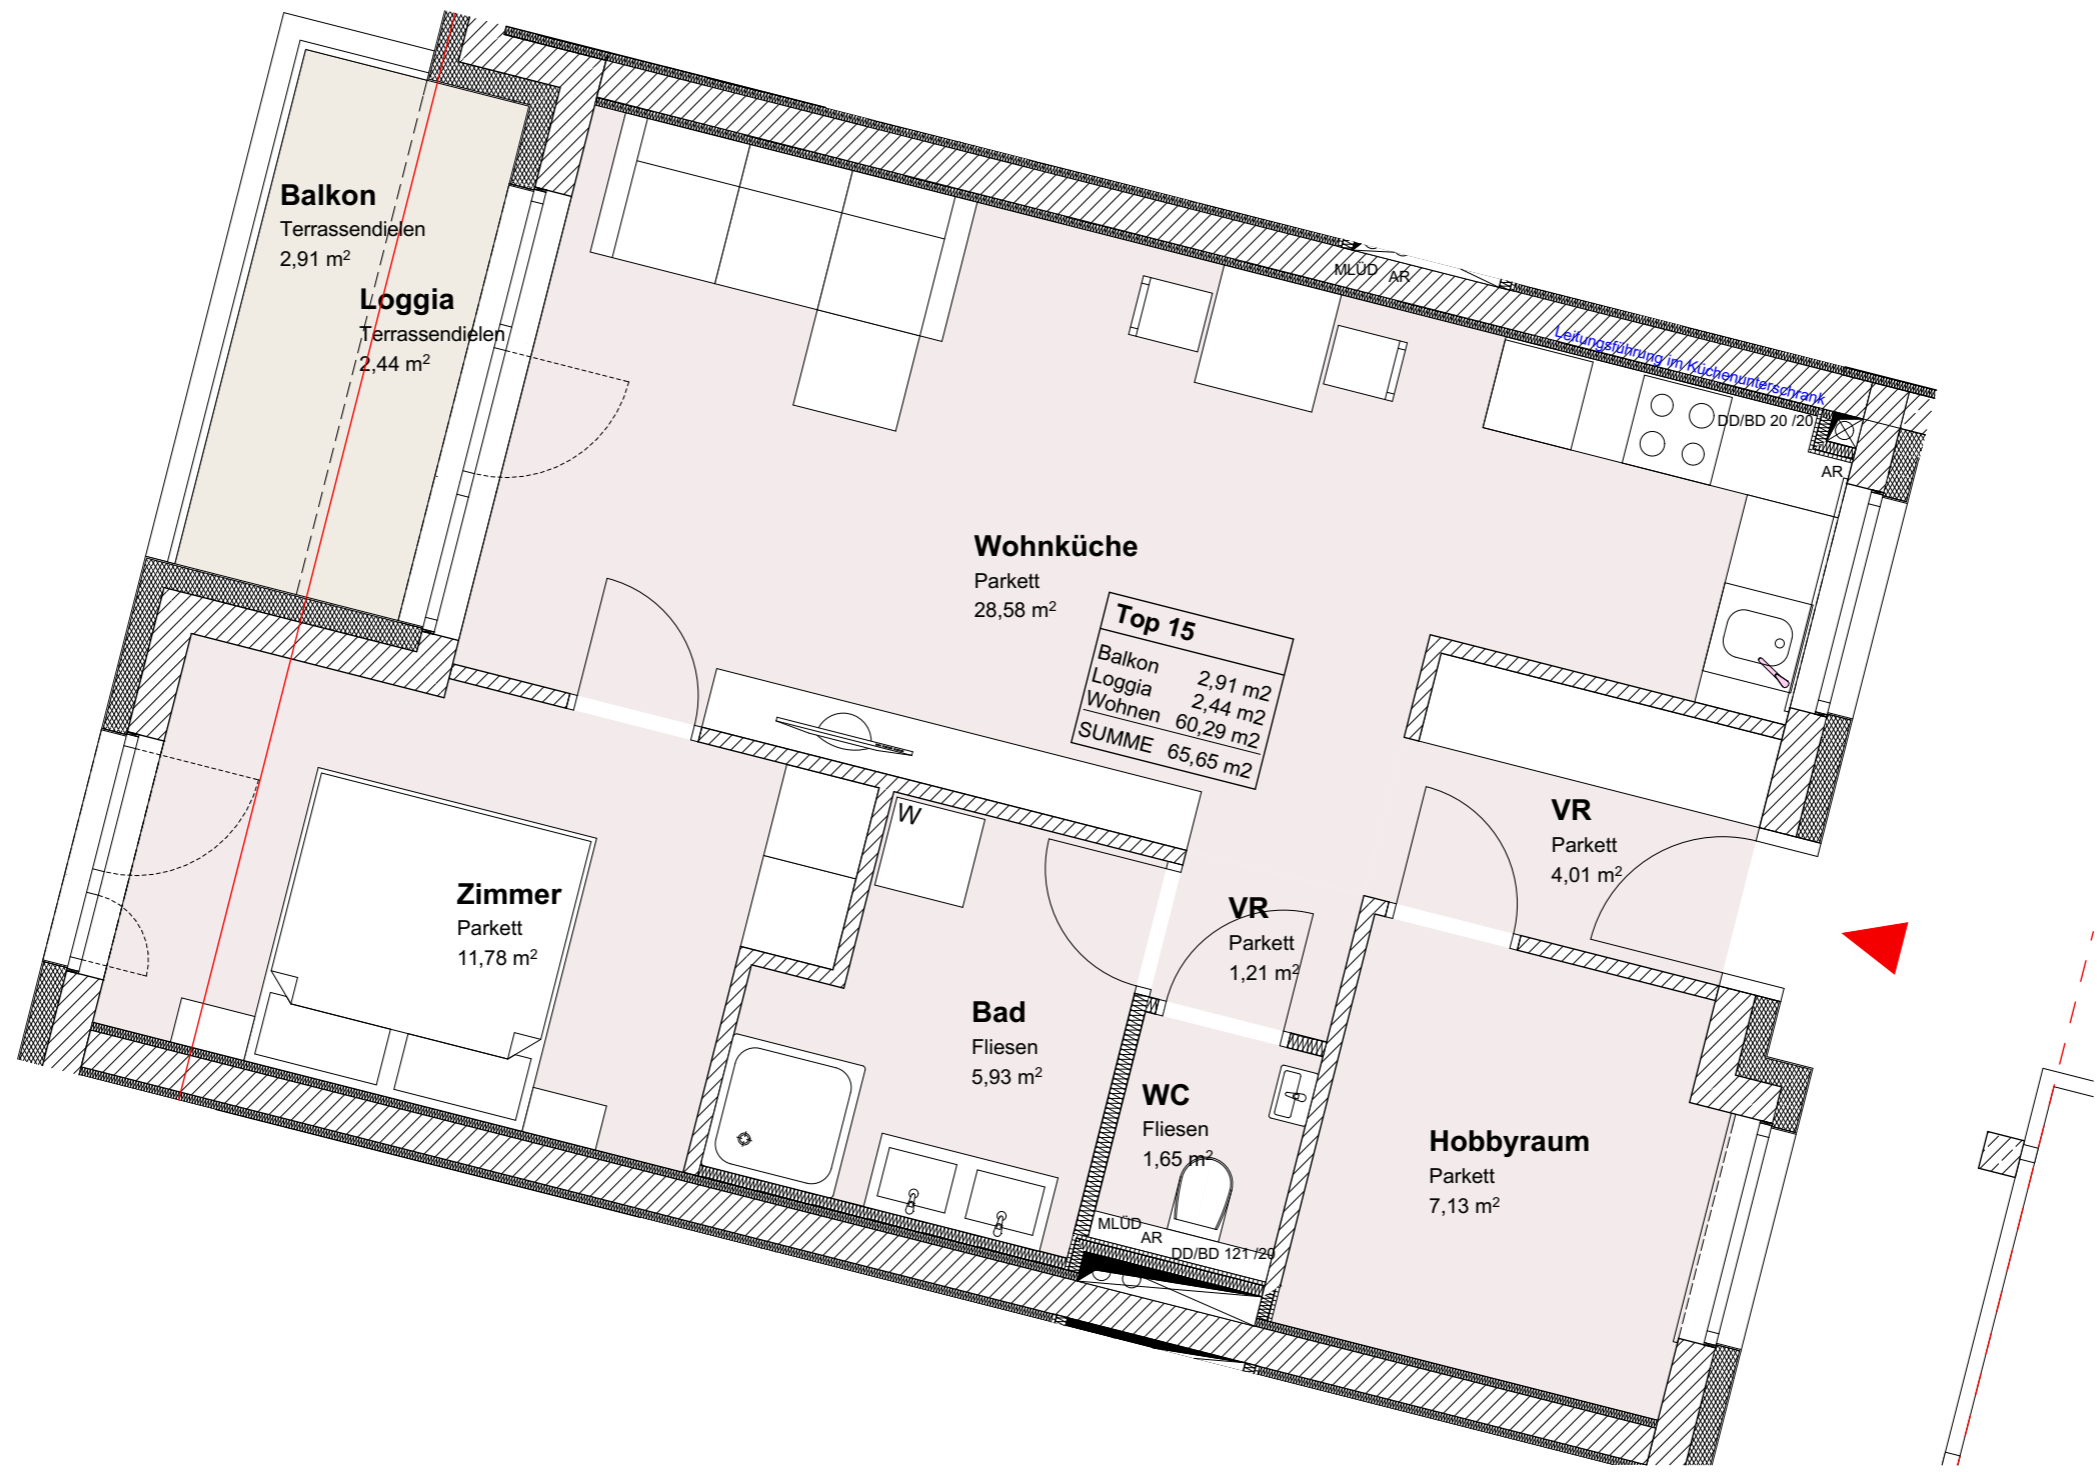 Balkon
Terrassendielen
2,91 m²
Loggia
Terrassendielen
2,44 m²
MLÜD AR
Leitungsführung im Küchenunterschrank
DD/BD 20 /20
AR
Wohnküche
Parkett
28,58 m²
Top 15
Balkon 2,91 m2
Loggia 2,44 m2
Wohnen 60,29 m2
SUMME 65,65 m2
VR
Parkett
4,01 m²
W
Zimmer
Parkett
11,78 m²
VR
Parkett
1,21 m²
Bad
Fliesen
5,93 m²
WC
Fliesen
1,65 m²
Hobbyraum
Parkett
7,13 m²
MLÜD
AR
DD/BD 121 /20